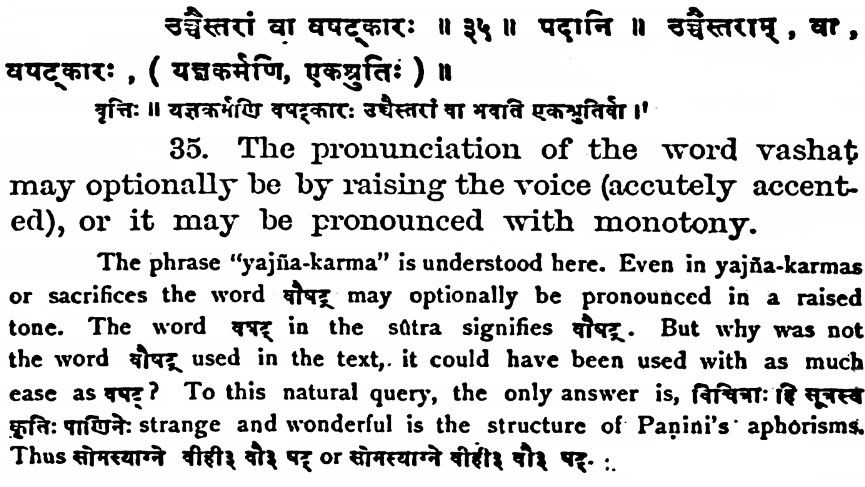 उच्चैस्तरां वा वषट्कारः ॥ ३५ ॥ पदानि ॥ उच्चैस्तराम् , वा ,
वषट्कारः , ( यज्ञकर्मणि, एकश्रुतिः ) ॥
वृत्तिः ॥ यज्ञकर्मणि वषट्कारः उच्चैस्तरां वा भवति एकश्रुतिर्वा ।
35. The pronunciation of the word vashaṭ
may optionally be by raising the voice (accutely accent-
ed), or it may be pronounced with monotony.
The phrase "yajña-karma" is understood here. Even in yajña-karmas
or sacrifices the word वौषट् may optionally be pronounced in a raised
tone. The word वषट् in the sûtra signifies वौषट्. But why was not
the word वौषट् used in the text, it could have been used with as much
ease as वषट्? To this natural query, the only answer is, विचित्राः हि सूत्रस्य
कृतिः पाणिनेः strange and wonderful is the structure of Paṇini's aphorisms.
Thus सोमस्याग्ने वीही३ वौ३ षट् or सोमस्याग्ने वीही३ वौ३ षट्.